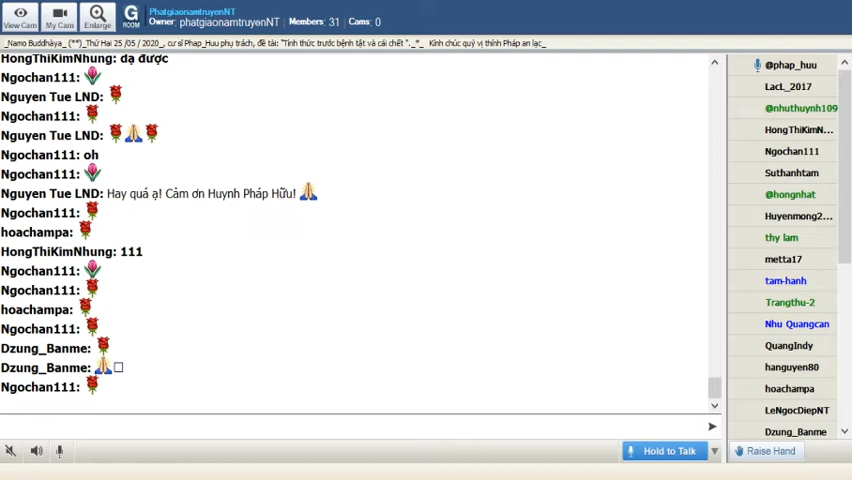 View Cam
My Cam
Enlarge
G
ROOM
PhatgiaonamtruyenNT
Owner: phatgiaonamtruyenNT
Members: 31
Cams: 0
_Namo Buddhàya_ (**)_Thứ Hai 25 /05 / 2020_, cư sĩ Phap_Huu phụ trách, đề tài: "Tỉnh thức trước bệnh tật và cái chết "._*_ Kính chúc quý vị thính Pháp an lạc_
HongThiKimNhung: dạ được
Ngochan111:
Nguyen Tue LND:
Ngochan111:
Nguyen Tue LND:
Ngochan111: oh
Ngochan111:
Nguyen Tue LND: Hay quá ạ! Cảm ơn Huynh Pháp Hữu!
Ngochan111:
hoachampa:
HongThiKimNhung: 111
Ngochan111:
Ngochan111:
hoachampa:
Ngochan111:
Dzung_Banme:
Dzung_Banme:
Ngochan111:
@phap_huu
LacL_2017
@nhuthuynh109
HongThiKimN...
Ngochan111
Suthanhtam
@hongnhat
Huyenmong2...
thy lam
metta17
tam-hanh
Trangthu-2
Nhu Quangcan
QuangIndy
hanguyen80
hoachampa
LeNgocDiepNT
Dzung_Banme
Hold to Talk
Raise Hand